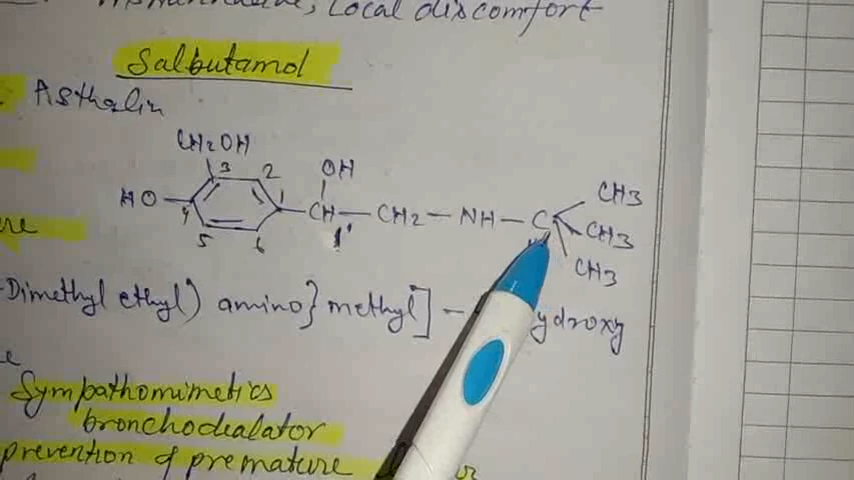 Local discomfort
Salbutamol
Asthalin
CH2OH
3 2 OH CH3
HO 4 1 CH CH2 NH C CH3
5 6 1' CH3
-Dimethyl ethyl) amino} methyl] - ydroxy
Sympathomimetics
bronchodealator
prevention of premature